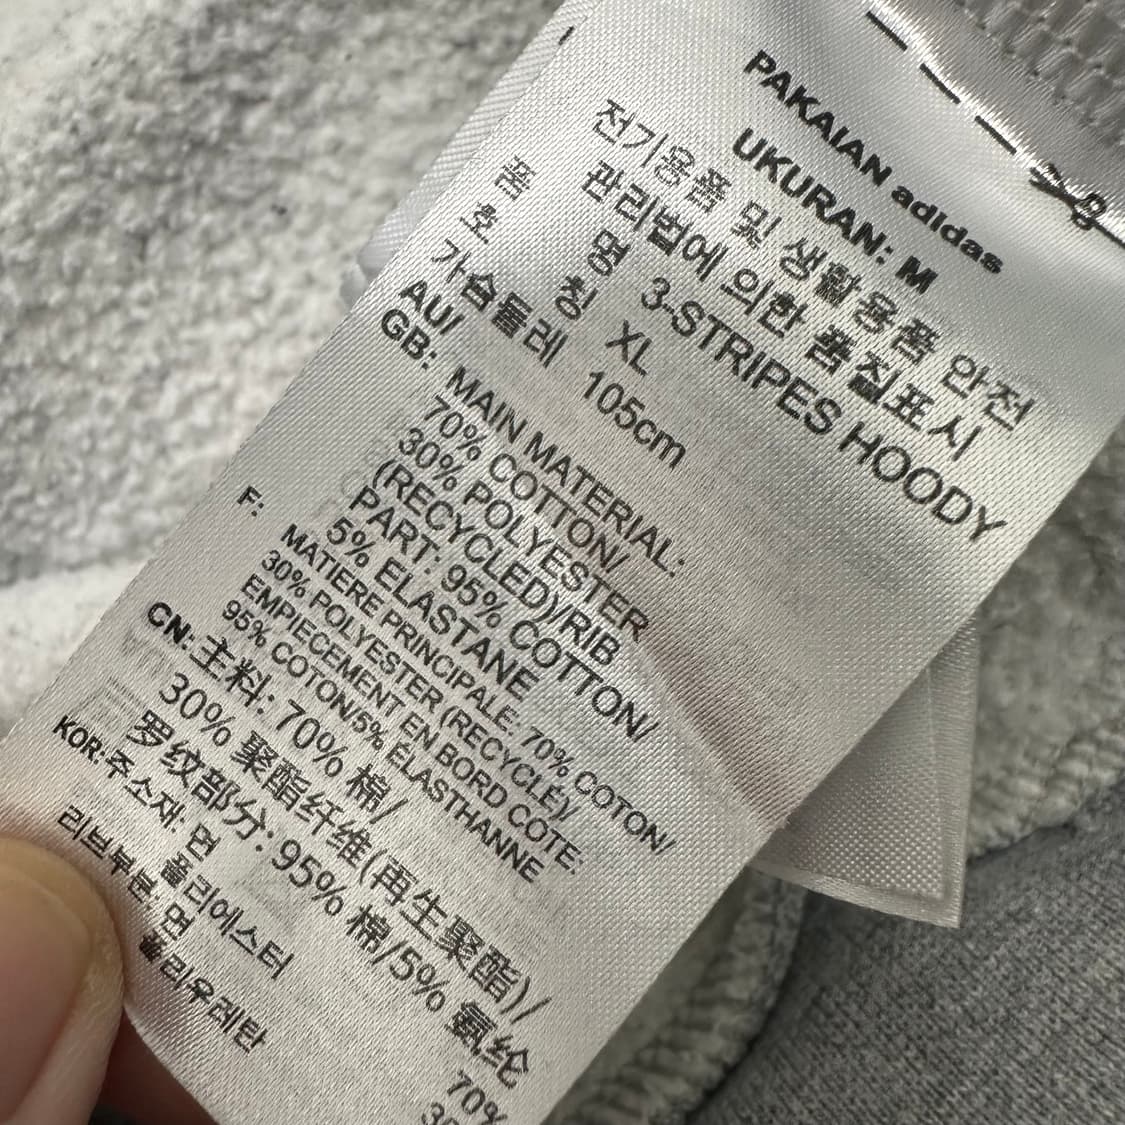 PAKAIAN adidas
UKURAN: M
전기용품 및 생활용품 안전
관리법에 의한 품질표시
품 명 3-STRIPES HOODY
호 칭 XL
가슴둘레 105cm
AU/
GB: MAIN MATERIAL:
70% COTTON/
30% POLYESTER
(RECYCLED)/RIB
PART: 95% COTTON/
5% ELASTANE
F: MATIERE PRINCIPALE: 70% COTON/
30% POLYESTER (RECYCLÉ)/
EMPIECEMENT EN BORD COTE:
95% COTON/5% ÉLASTHANNE
CN: 主料: 70% 棉/
30% 聚酯纤维(再生聚酯)/
罗纹部分: 95% 棉/5% 氨纶
KOR: 주소재: 면 70%
폴리에스터
리브부분: 면
폴리우레탄